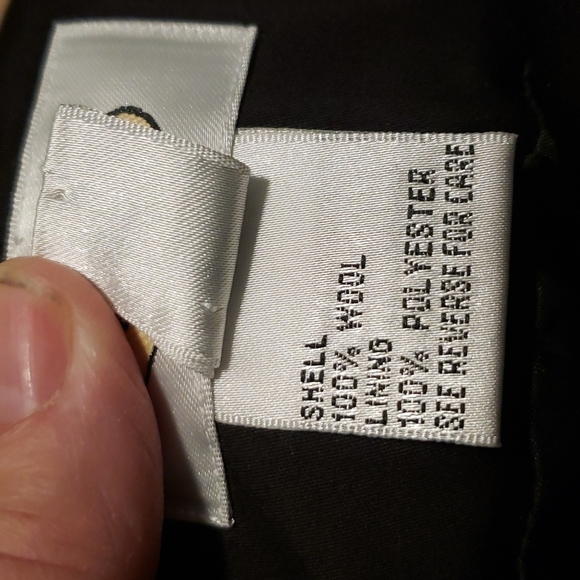 SHELL
100% WOOL
LINING
100% POLYESTER
SEE REVERSE FOR CARE